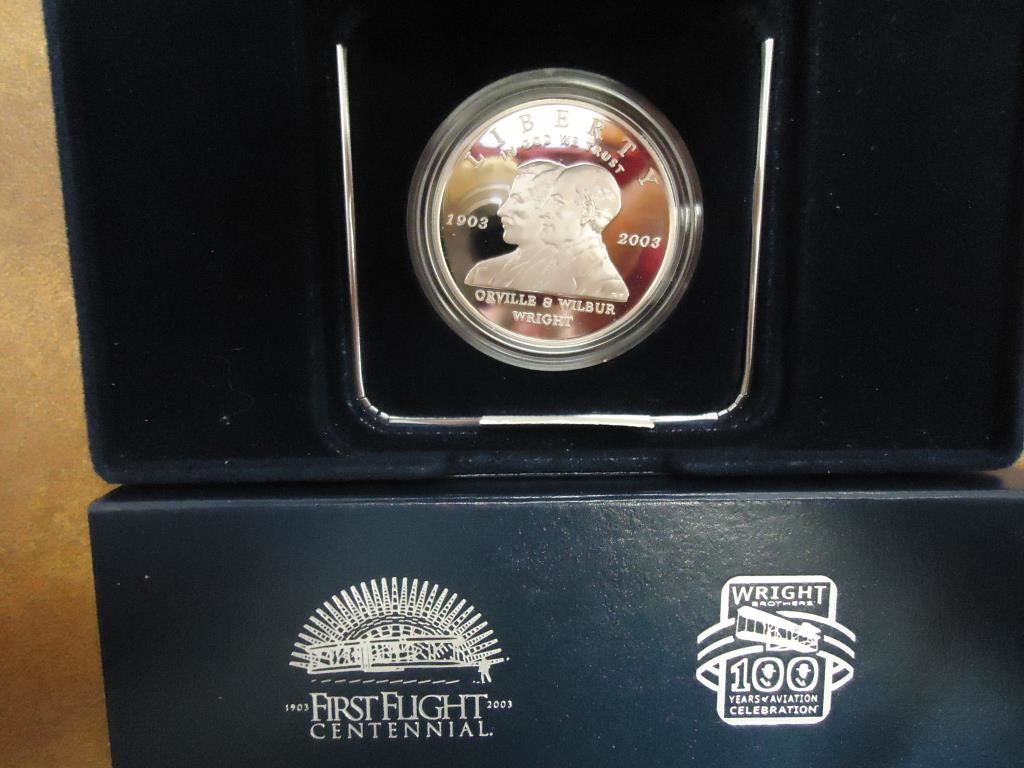 LIBERTY
IN GOD WE TRUST
1903
2003
ORVILLE & WILBUR
WRIGHT
1903 FIRST FLIGHT 2003
CENTENNIAL.
WRIGHT
BROTHERS
100
YEARS of AVIATION
CELEBRATION